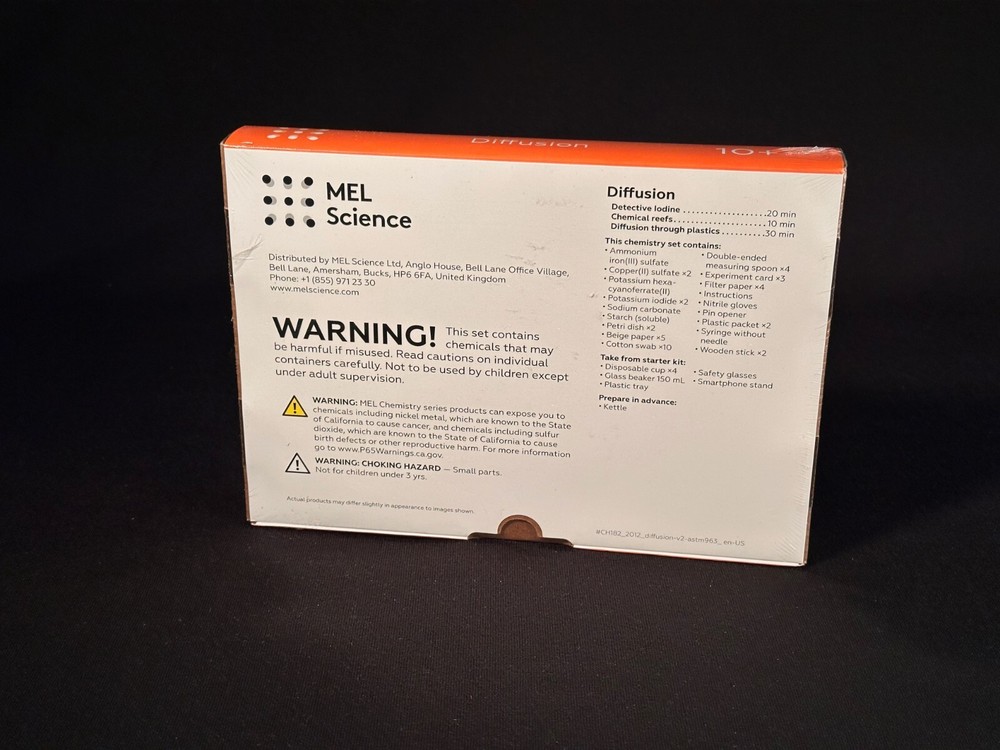 Diffusion
10+
MEL
Science
Distributed by MEL Science Ltd, Anglo House, Bell Lane Office Village,
Bell Lane, Amersham, Bucks, HP6 6FA, United Kingdom
Phone: +1 (855) 971 23 30
www.melscience.com
WARNING! This set contains
chemicals that may
be harmful if misused. Read cautions on individual
containers carefully. Not to be used by children except
under adult supervision.
WARNING: MEL Chemistry series products can expose you to
chemicals including nickel metal, which are known to the State
of California to cause cancer, and chemicals including sulfur
dioxide, which are known to the State of California to cause
birth defects or other reproductive harm. For more information
go to www.P65Warnings.ca.gov.
WARNING: CHOKING HAZARD — Small parts.
Not for children under 3 yrs.
Actual products may differ slightly in appearance to images shown.
Diffusion
Detective Iodine ...................20 min
Chemical reefs......................10 min
Diffusion through plastics ..........30 min
This chemistry set contains:
• Ammonium
iron(III) sulfate
• Copper(II) sulfate ×2
• Potassium hexa-
cyanoferrate(II)
• Potassium iodide ×2
• Sodium carbonate
• Starch (soluble)
• Petri dish ×2
• Beige paper ×5
• Cotton swab ×10
• Double-ended
measuring spoon ×4
• Experiment card ×3
• Filter paper ×4
• Instructions
• Nitrile gloves
• Pin opener
• Plastic packet ×2
• Syringe without
needle
• Wooden stick ×2
Take from starter kit:
• Disposable cup ×4
• Glass beaker 150 mL
• Plastic tray
• Safety glasses
• Smartphone stand
Prepare in advance:
• Kettle
#CH182_2012_diffusion-v2-astm963_ en-US